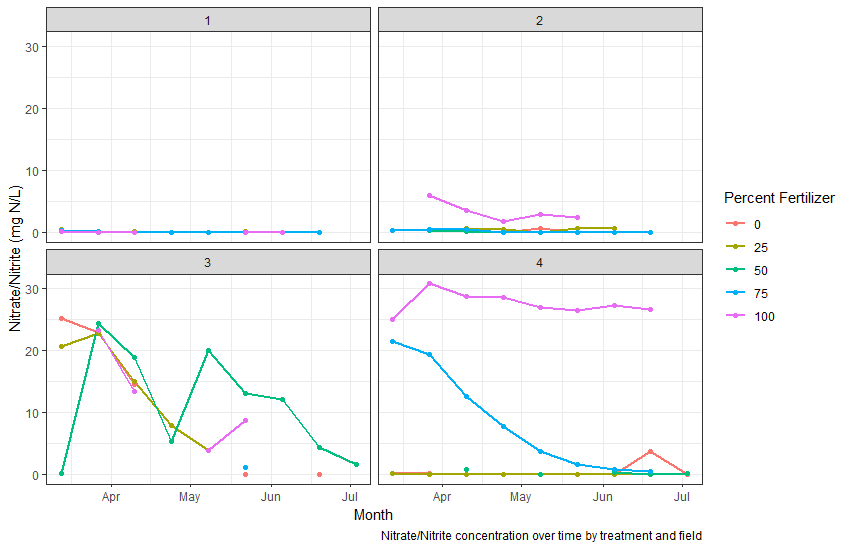 1
2
30
20
10
0
3
4
30
20
10
0
Nitrate/Nitrite (mg N/L)
Apr
May
Jun
Jul
Apr
May
Jun
Jul
Month
Nitrate/Nitrite concentration over time by treatment and field
Percent Fertilizer
0
25
50
75
100